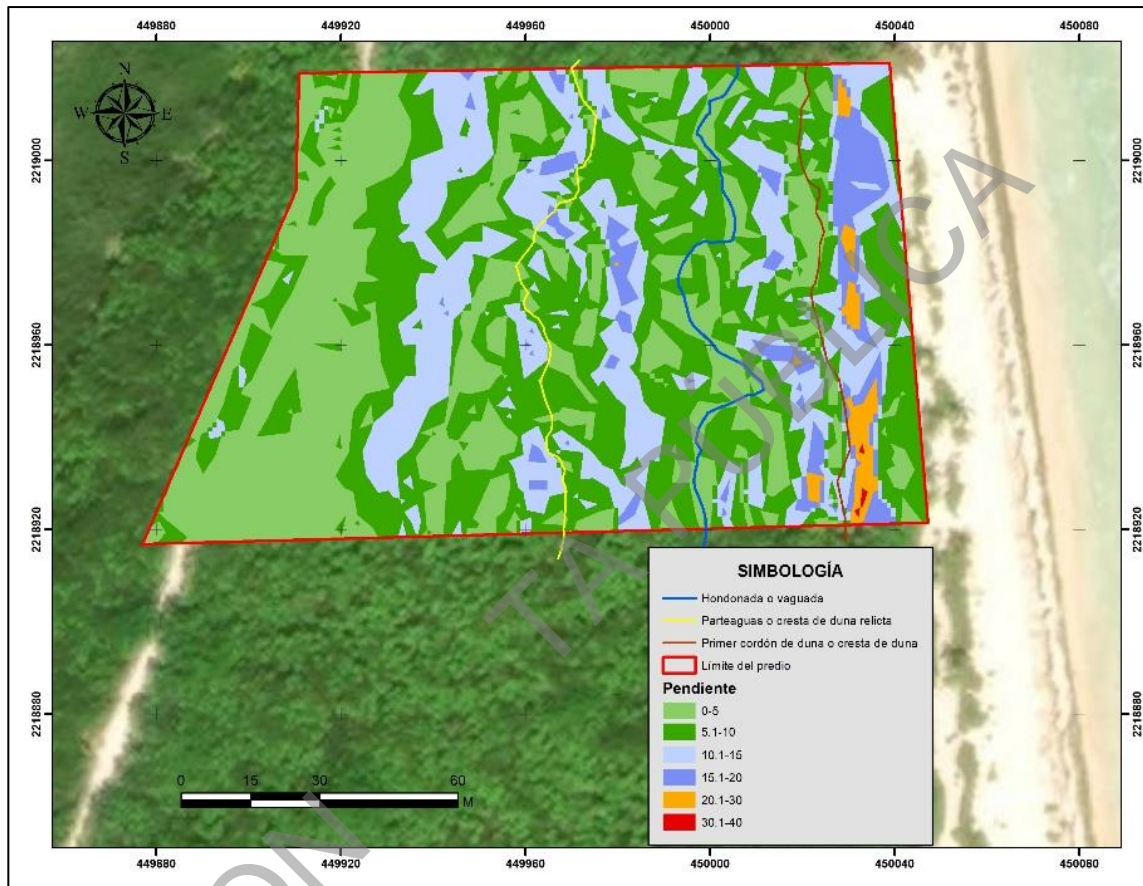 449880 449920 449960 450000 450040 450080
N
W E
S
2219000 2219000
2218960 2218960
2218920 2218920
2218880 2218880
TA PÚBLICA
ON
SIMBOLOGÍA
Hondonada o vaguada
Parteaguas o cresta de duna relicta
Primer cordón de duna o cresta de duna
Límite del predio
Pendiente
0-5
5.1-10
10.1-15
15.1-20
20.1-30
30.1-40
0 15 30 60
M
449880 449920 449960 450000 450040 450080